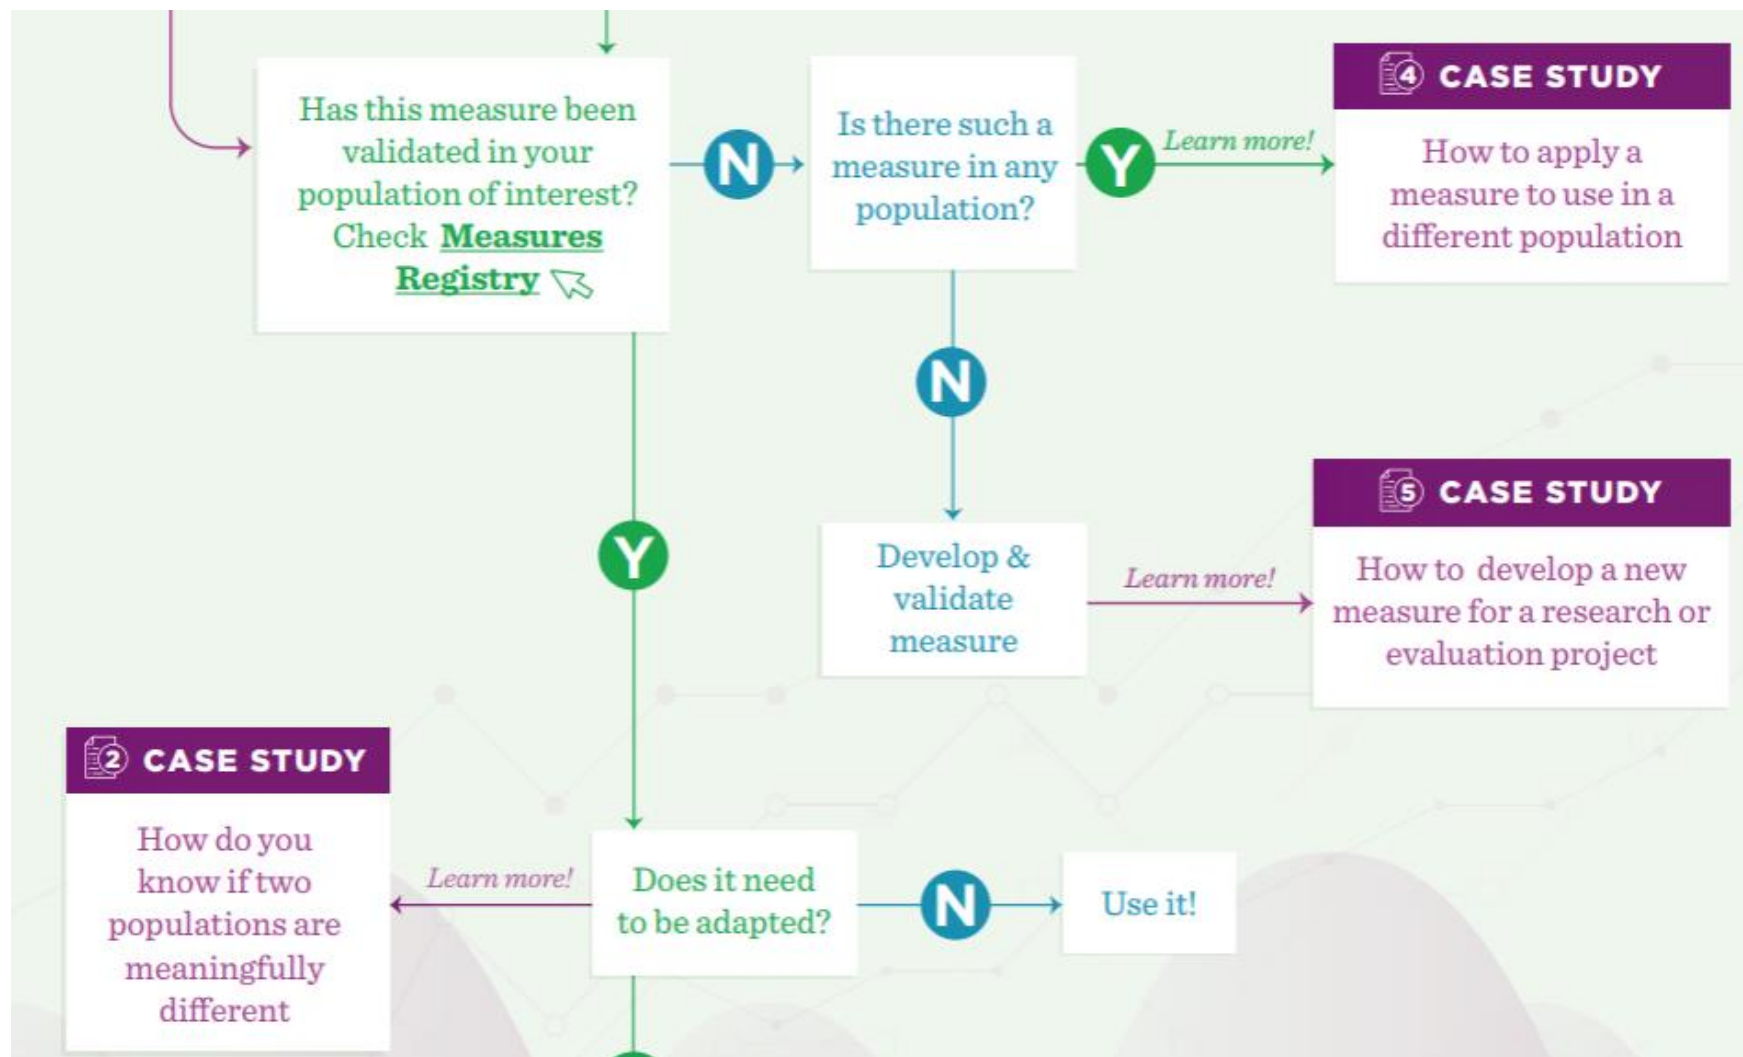 Has this measure been
validated in your
population of interest?
Check Measures
Registry
N
Is there such a
measure in any
population?
Y
Learn more!
4 CASE STUDY
How to apply a
measure to use in a
different population
N
Y
Develop &
validate
measure
Learn more!
5 CASE STUDY
How to develop a new
measure for a research or
evaluation project
2 CASE STUDY
How do you
know if two
populations are
meaningfully
different
Learn more!
Does it need
to be adapted?
N
Use it!